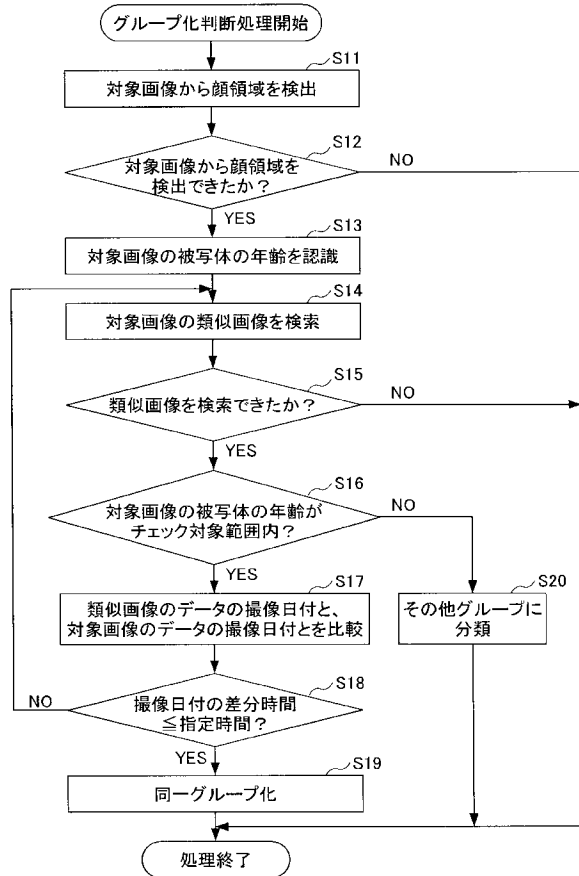 グループ化判断処理開始
S11
対象画像から顔領域を検出
S12
対象画像から顔領域を
検出できたか？
NO
YES
S13
対象画像の被写体の年齢を認識
S14
対象画像の類似画像を検索
S15
類似画像を検索できたか？
NO
YES
S16
対象画像の被写体の年齢が
チェック対象範囲内？
NO
YES
S17
類似画像のデータの撮像日付と、
対象画像のデータの撮像日付とを比較
S20
その他グループに
分類
S18
撮像日付の差分時間
≦指定時間？
NO
YES
S19
同一グループ化
処理終了